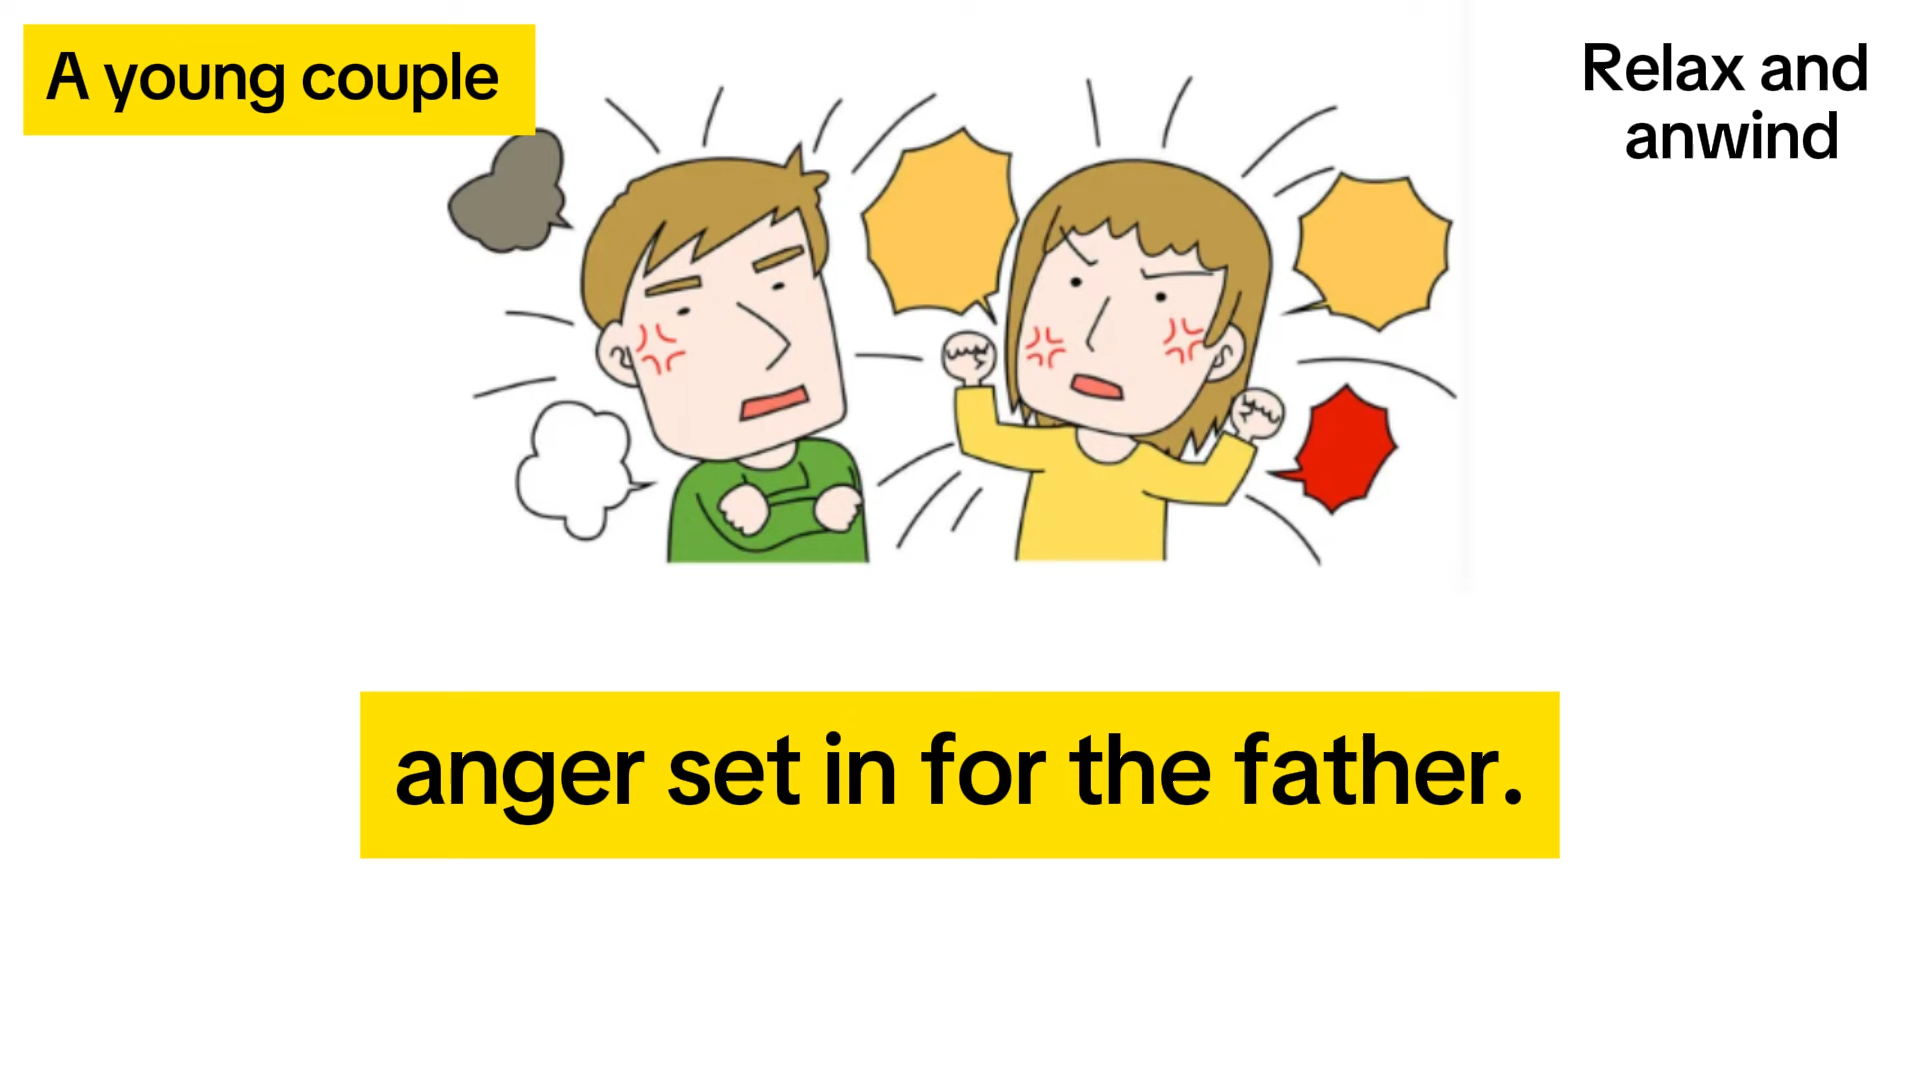 A young couple
Relax and
anwind
anger set in for the father.